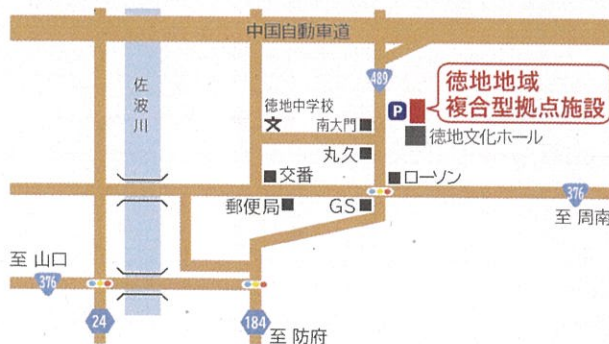 中国自動車道
佐波川
489
徳地地域
複合型拠点施設
P
徳地中学校
南大門
徳地文化ホール
丸久
交番
ローソン
郵便局
GS
376
至 周南
至 山口
376
24
184
至 防府